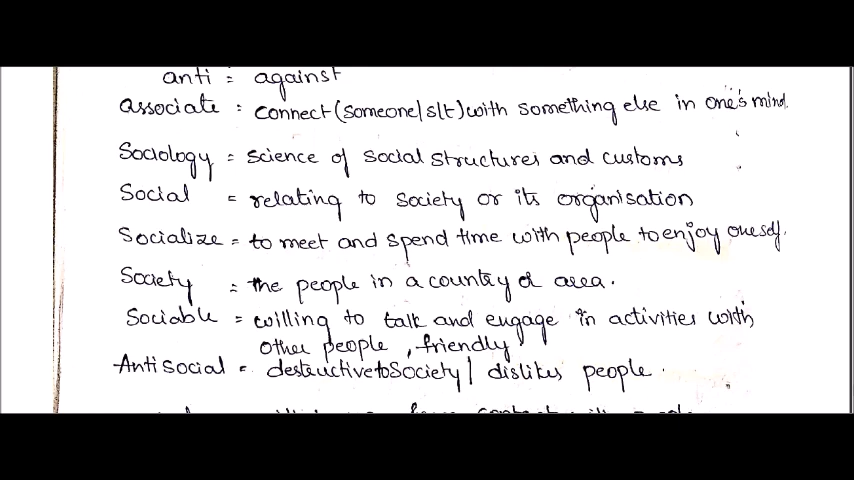 anti = against
Associate : connect (someone/s/t) with something else in one's mind.
Sociology = science of social structures and customs
Social = relating to society or its organisation
Socialize = to meet and spend time with people to enjoy oneself.
Society = the people in a country or area.
Sociable = willing to talk and engage in activities with
other people, friendly
Antisocial = destructive to Society / dislikes people.